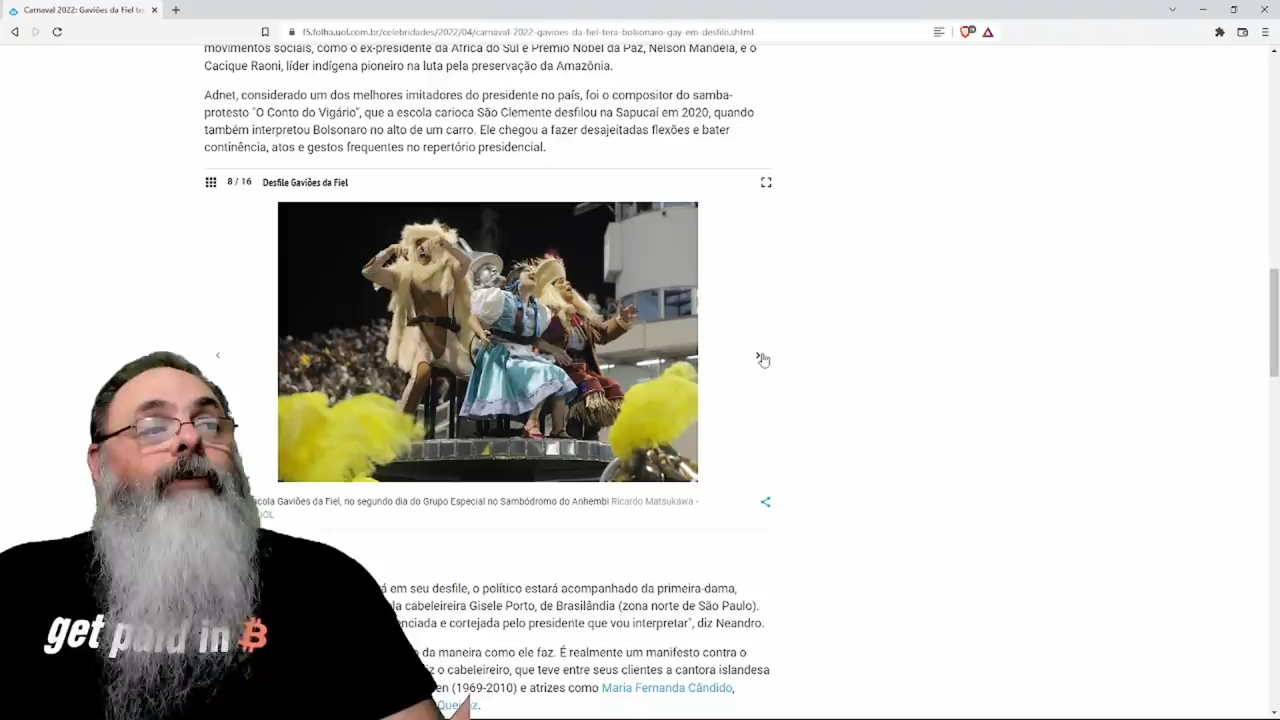 Carnaval 2022: Gaviões da Fiel te
f5.folha.uol.com.br/celebridades/2022/04/carnaval-2022-gavioes-da-fiel-tera-bolsonaro-gay-em-desfile.shtml
movimentos sociais, como o ex-presidente da África do Sul e Prêmio Nobel da Paz, Nelson Mandela, e o
Cacique Raoni, líder indígena pioneiro na luta pela preservação da Amazônia.
Adnet, considerado um dos melhores imitadores do presidente no país, foi o compositor do samba-
protesto "O Conto do Vigário", que a escola carioca São Clemente desfilou na Sapucaí em 2020, quando
também interpretou Bolsonaro no alto de um carro. Ele chegou a fazer desajeitadas flexões e bater
continência, atos e gestos frequentes no repertório presidencial.
8 / 16 Desfile Gaviões da Fiel
cola Gaviões da Fiel, no segundo dia do Grupo Especial no Sambódromo do Anhembi Ricardo Matsukawa -
UOL
á em seu desfile, o político estará acompanhado da primeira-dama,
la cabeleireira Gisele Porto, de Brasilândia (zona norte de São Paulo).
enciada e cortejada pelo presidente que vou interpretar", diz Neandro.
da maneira como ele faz. É realmente um manifesto contra o
iz o cabeleireiro, que teve entre seus clientes a cantora islandesa
en (1969-2010) e atrizes como Maria Fernanda Cândido,
Queiroz.
get paid in